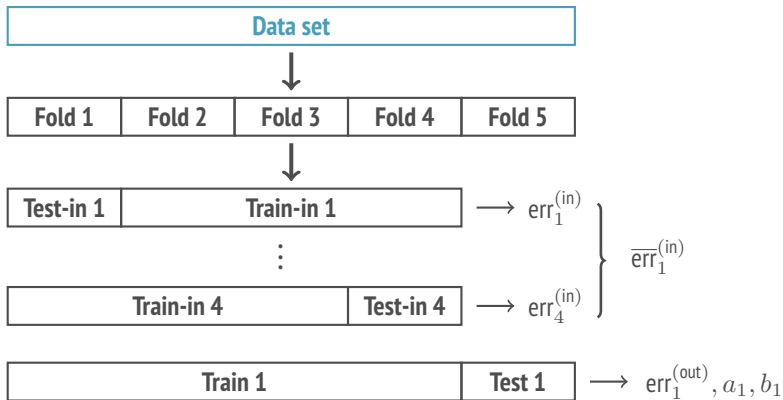 Data set
Fold 1 Fold 2 Fold 3 Fold 4 Fold 5
Test-in 1 Train-in 1 → err₁⁽ⁱⁿ⁾
⋮ } e̅r̅r̅₁⁽ⁱⁿ⁾
Train-in 4 Test-in 4 → err₄⁽ⁱⁿ⁾
Train 1 Test 1 → err₁⁽ᵒᵘᵗ⁾, a₁, b₁